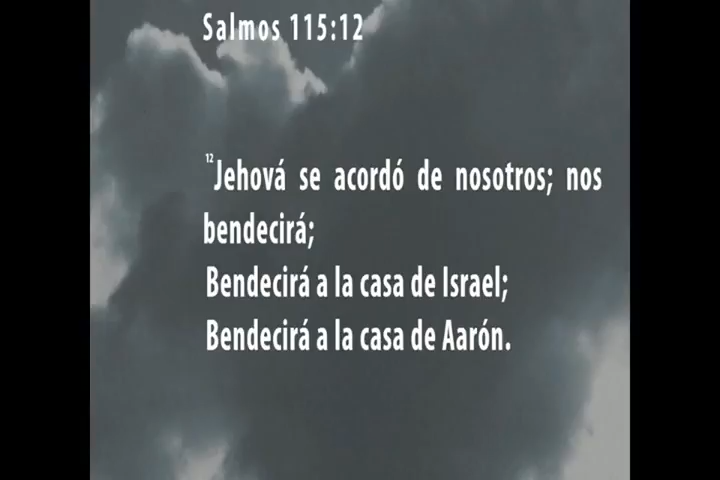 Salmos 115:12
12Jehová se acordó de nosotros; nos
bendecirá;
Bendecirá a la casa de Israel;
Bendecirá a la casa de Aarón.